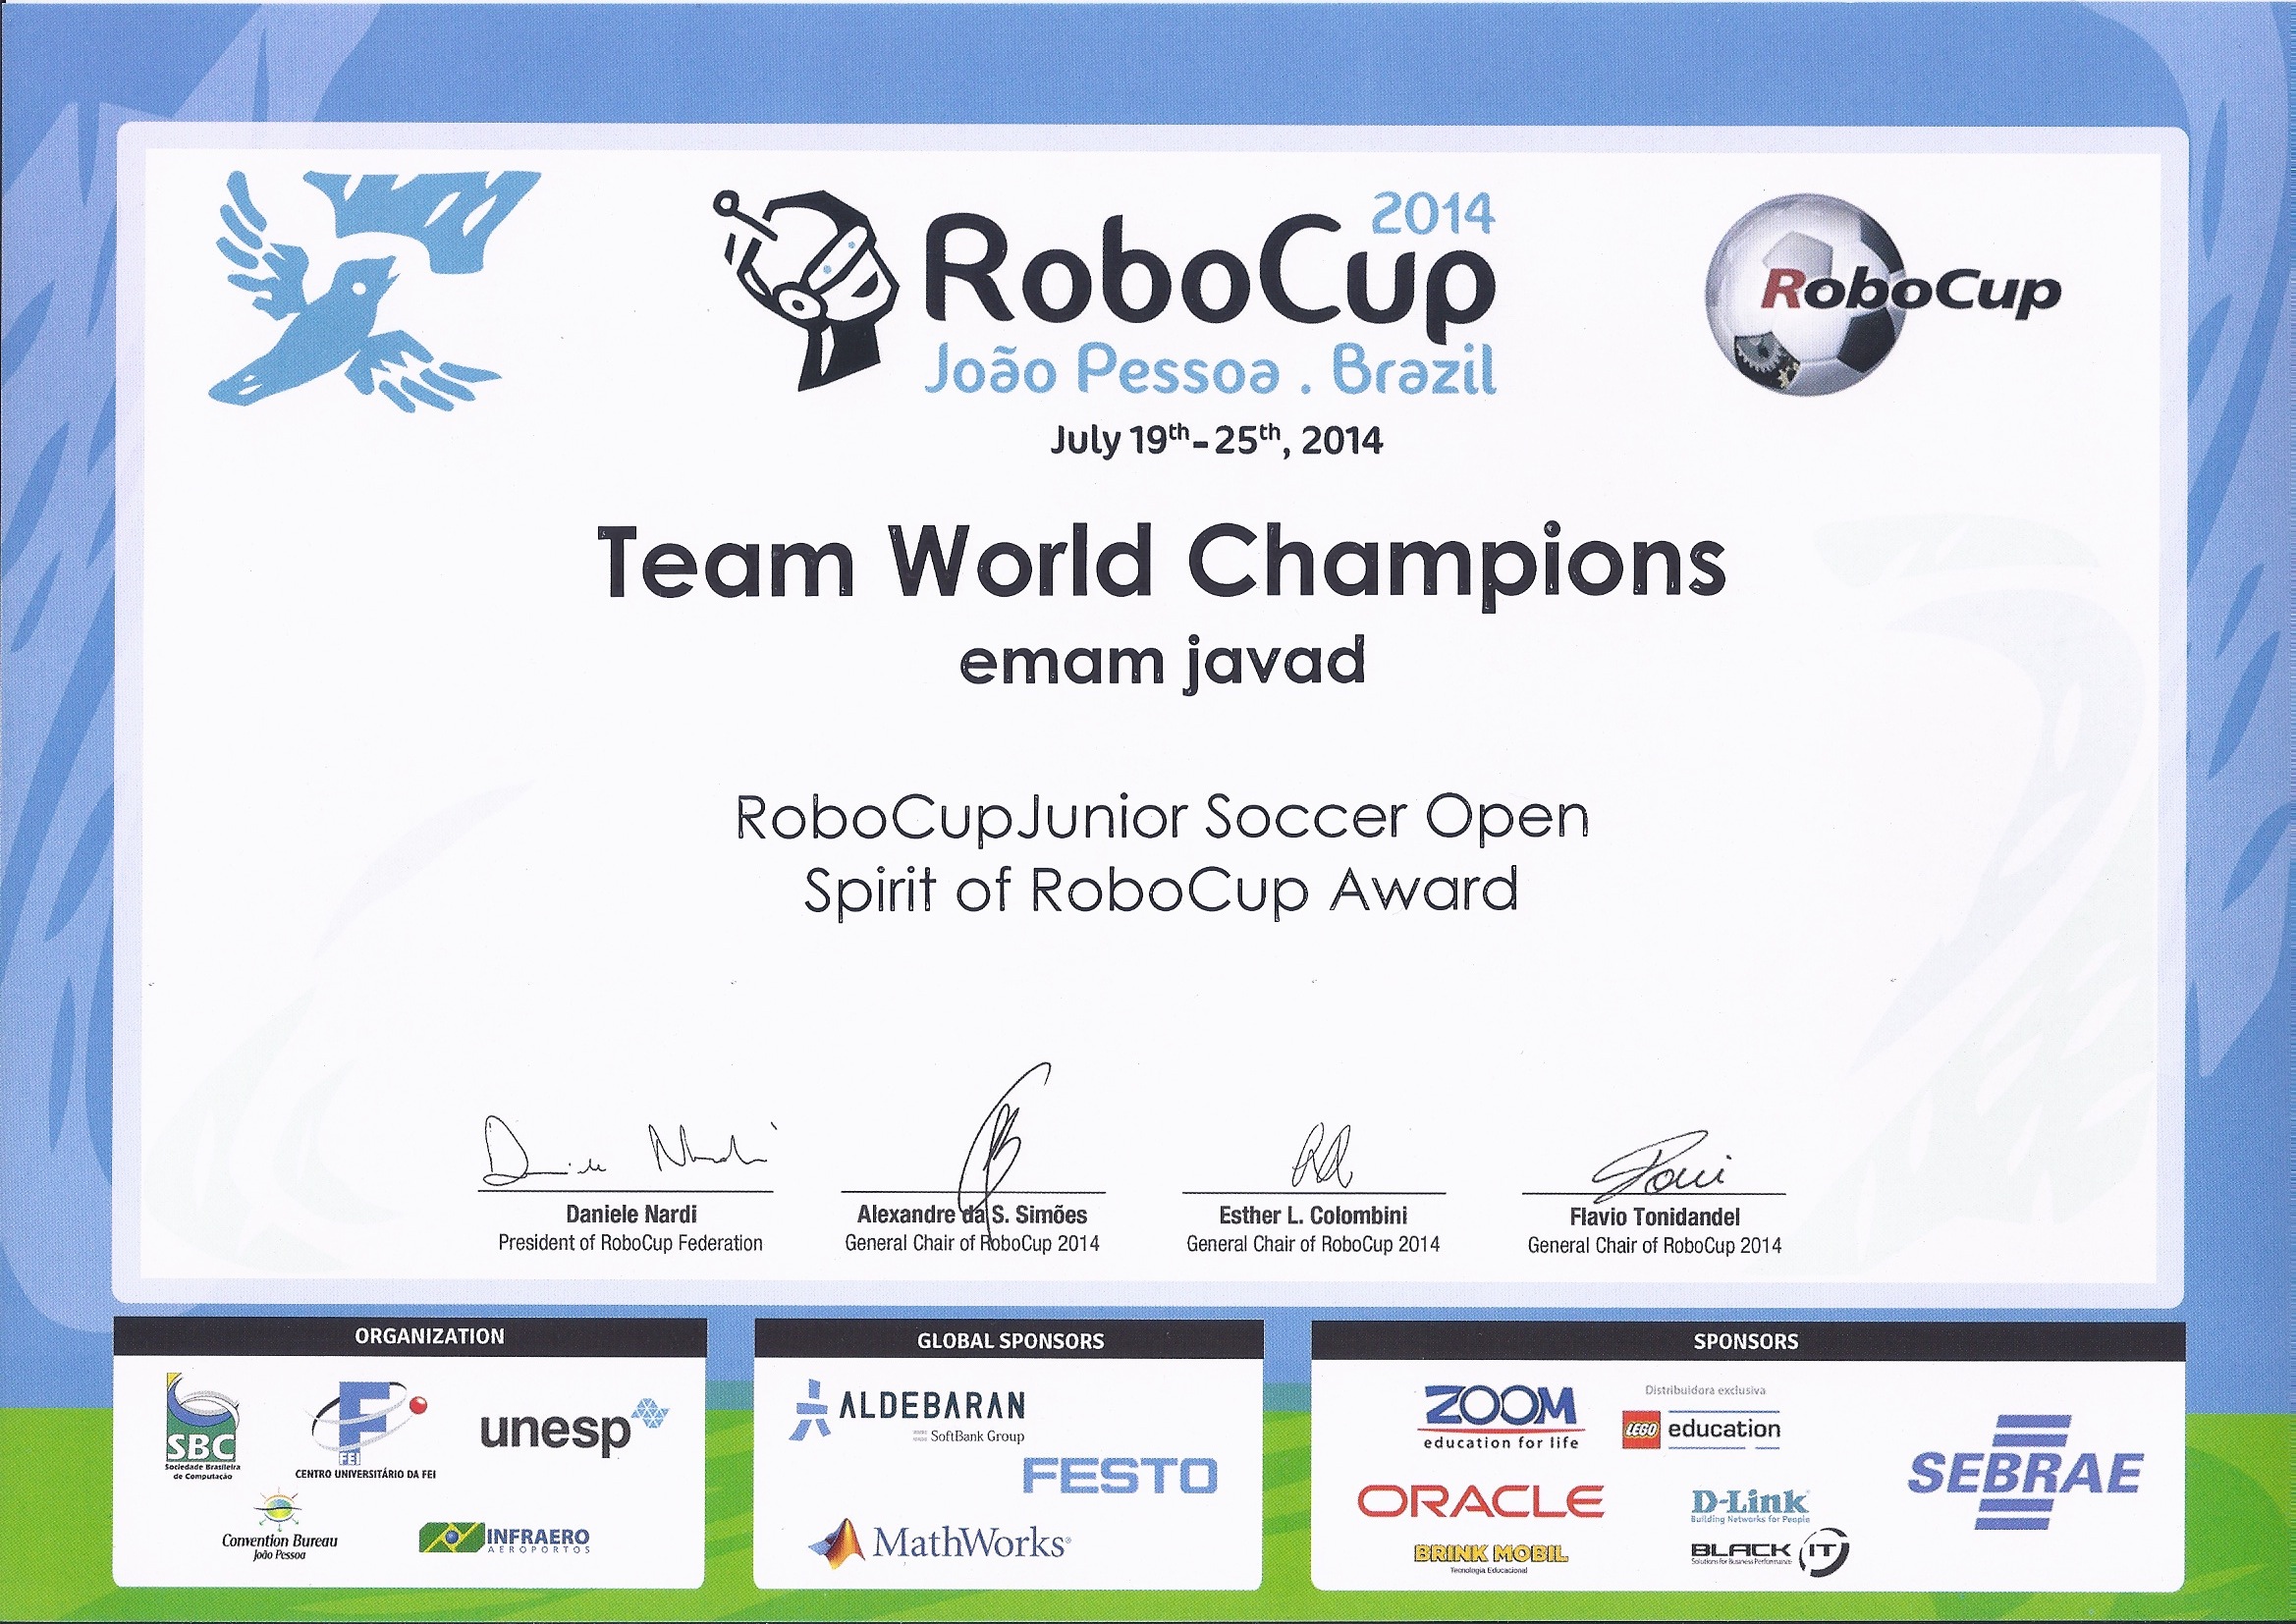 2014
RoboCup
João Pessoa . Brazil
RoboCup
July 19th-25th, 2014
Team World Champions
emam javad
RoboCupJunior Soccer Open
Spirit of RoboCup Award
Daniele Nardi
President of RoboCup Federation
Alexandre da S. Simões
General Chair of RoboCup 2014
Esther L. Colombini
General Chair of RoboCup 2014
Flavio Tonidandel
General Chair of RoboCup 2014
ORGANIZATION
SBC
Sociedade Brasileira
de Computação
F
FEI
CENTRO UNIVERSITÁRIO DA FEI
unesp
Convention Bureau
João Pessoa
INFRAERO
AEROPORTOS
GLOBAL SPONSORS
ALDEBARAN
SoftBank Group
FESTO
MathWorks®
SPONSORS
ZOOM
education for life
Distribuidora exclusiva
LEGO education
ORACLE
D-Link®
Building Networks for People
BRINK MOBIL
Tecnologia Educacional
BLACK IT
Solutions for Business Performance
SEBRAE